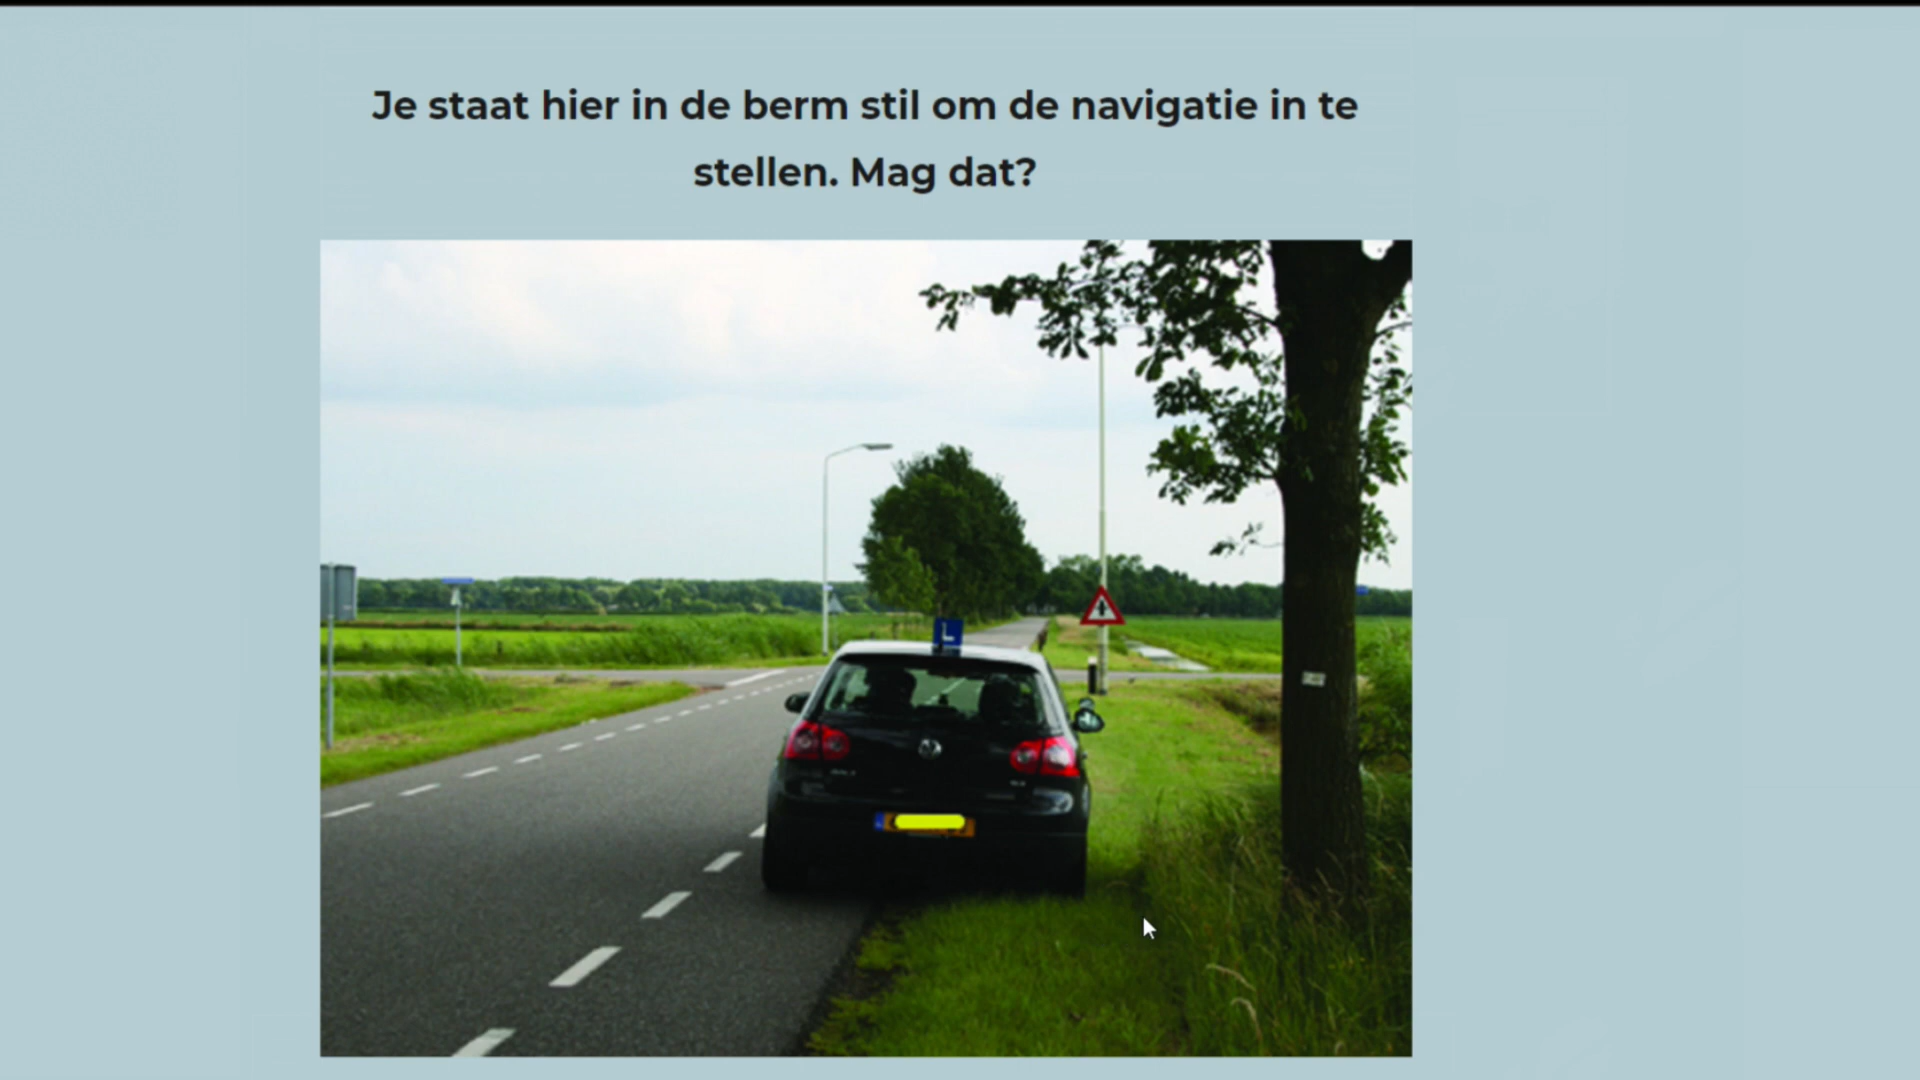 Je staat hier in de berm stil om de navigatie in te
stellen. Mag dat?
L